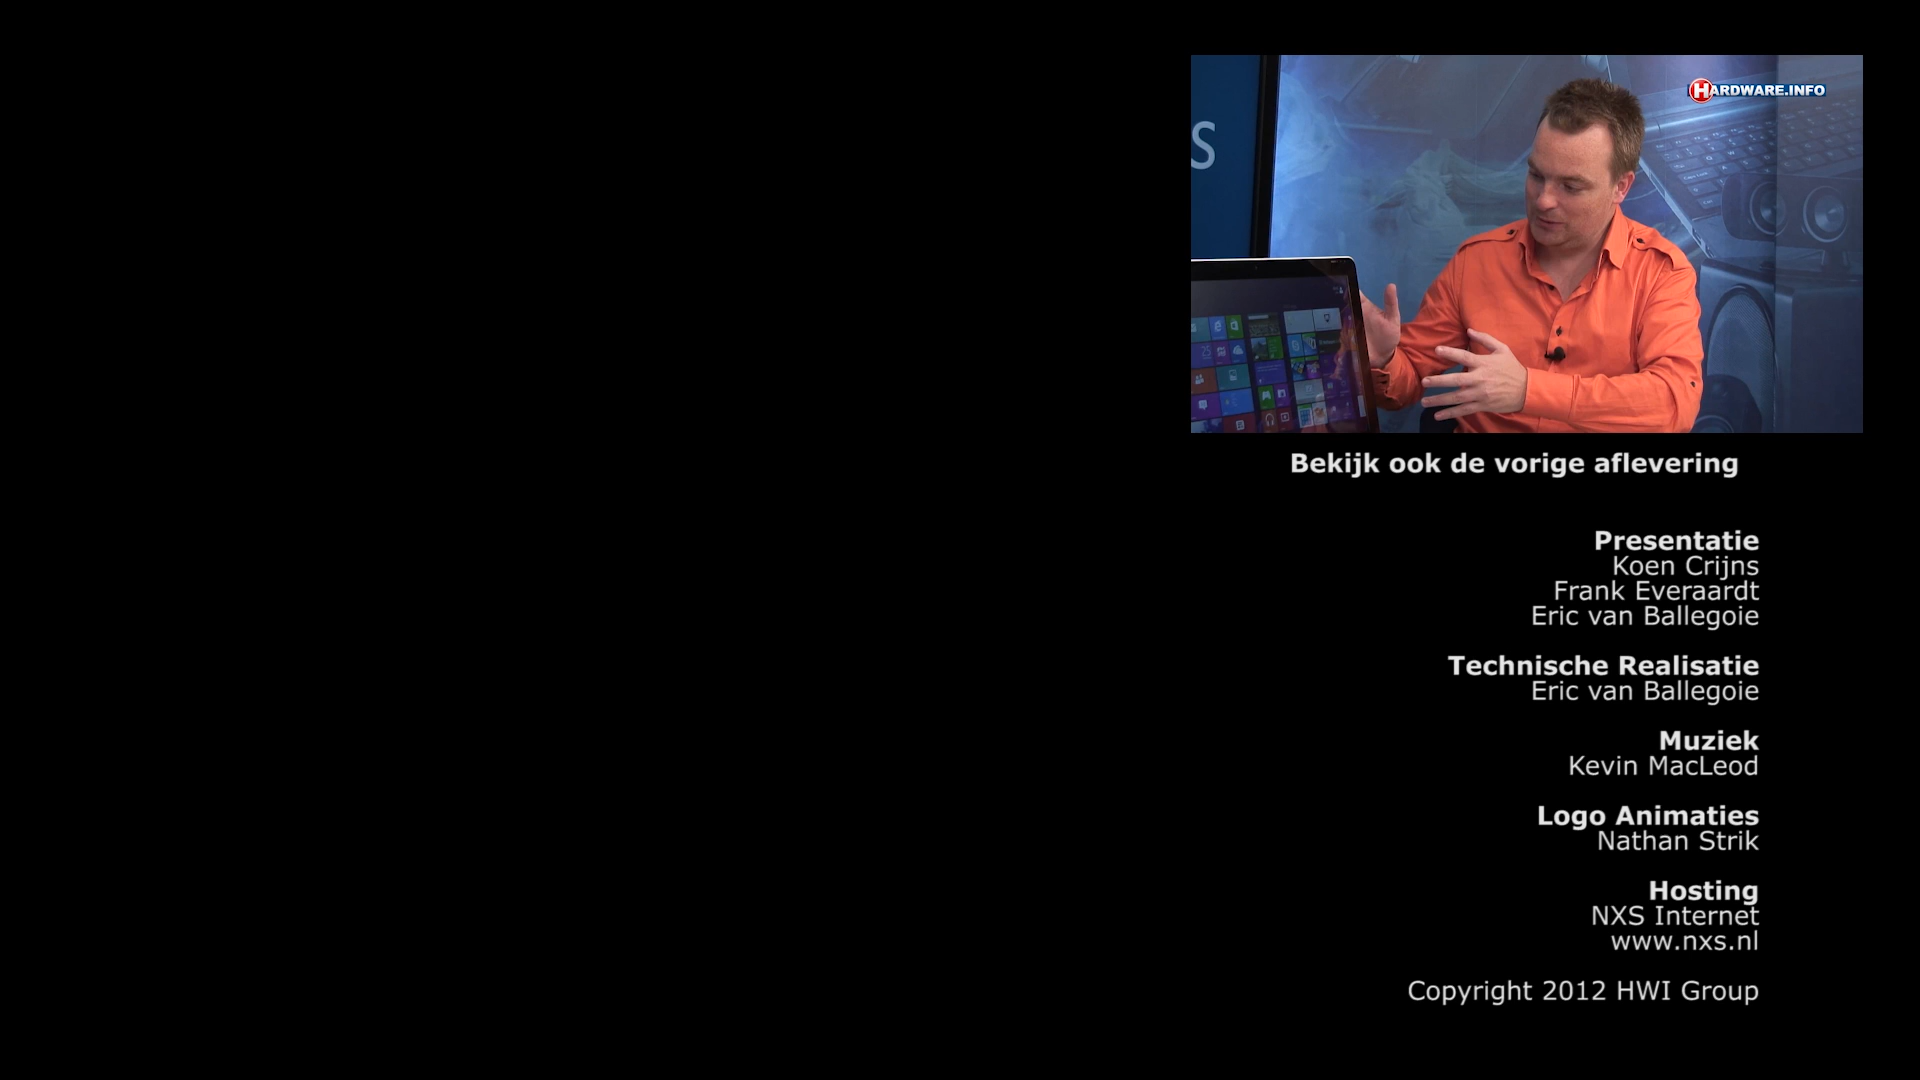 S
HARDWARE.INFO
Bekijk ook de vorige aflevering
Presentatie
Koen Crijns
Frank Everaardt
Eric van Ballegoie
Technische Realisatie
Eric van Ballegoie
Muziek
Kevin MacLeod
Logo Animaties
Nathan Strik
Hosting
NXS Internet
www.nxs.nl
Copyright 2012 HWI Group